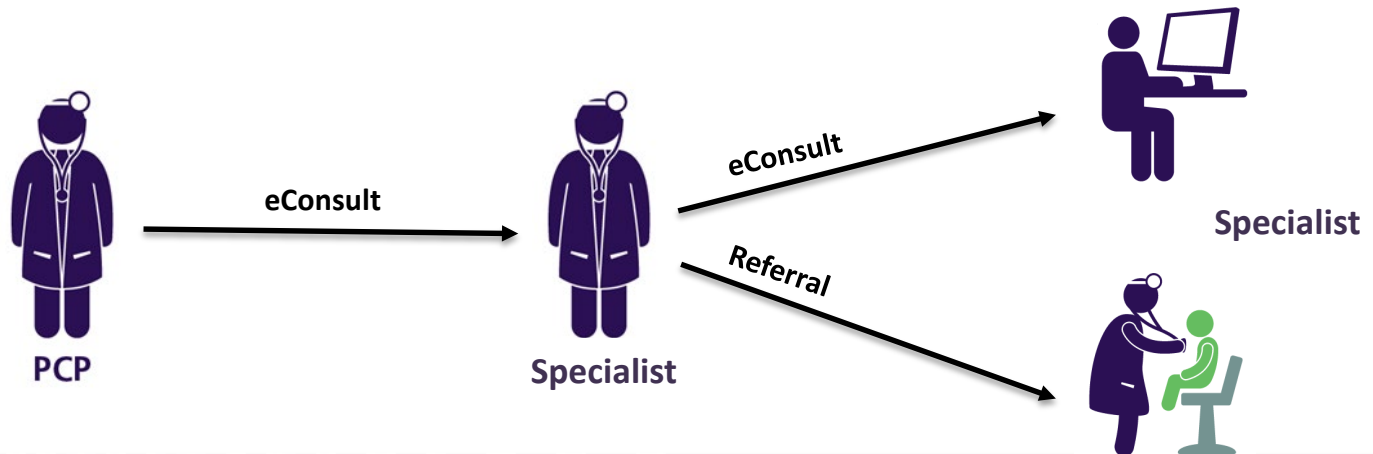 eConsult
PCP
Specialist
eConsult
Referral
Specialist